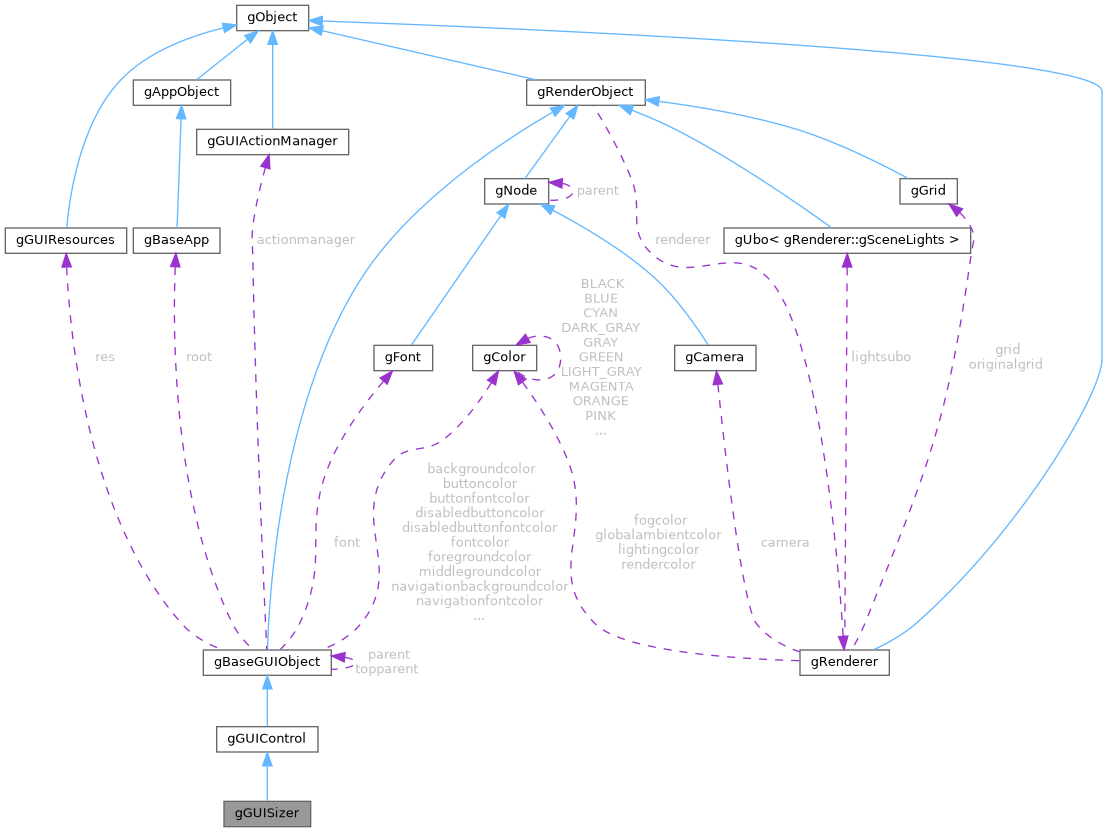 gObject
gAppObject
gRenderObject
gGUIActionManager
gNode
parent
gGrid
gGUIResources
gBaseApp
actionmanager
renderer
gUbo< gRenderer::gSceneLights >
BLACK
BLUE
CYAN
DARK_GRAY
GRAY
GREEN
LIGHT_GRAY
MAGENTA
ORANGE
PINK
...
res
root
gFont
gColor
gCamera
lightsubo
grid
originalgrid
backgroundcolor
buttoncolor
buttonfontcolor
disabledbuttoncolor
disabledbuttonfontcolor
fontcolor
foregroundcolor
middlegroundcolor
navigationbackgroundcolor
navigationfontcolor
...
font
fogcolor
globalambientcolor
lightingcolor
rendercolor
camera
gBaseGUIObject
parent
topparent
gRenderer
gGUIControl
gGUISizer